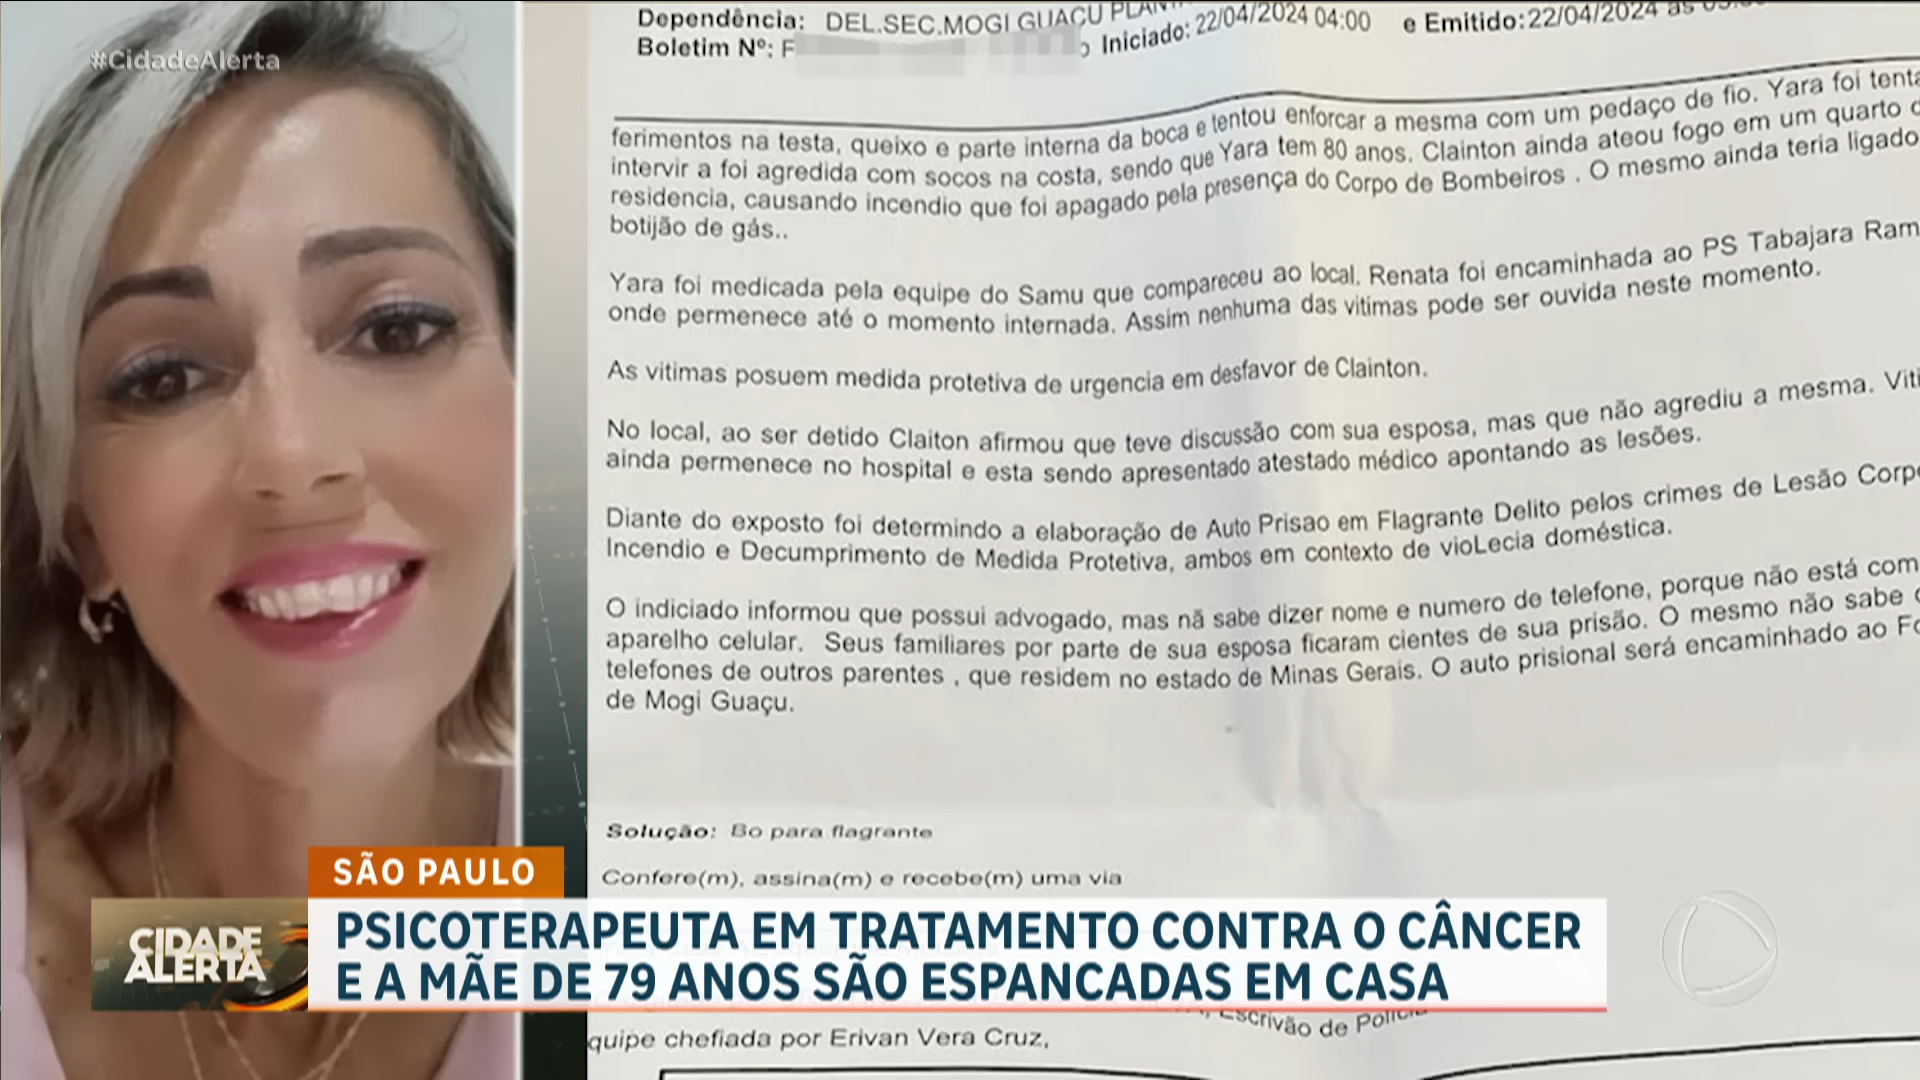 #CidadeAlerta
Dependência: DEL.SEC.MOGI GUAÇU
Boletim Nº: F Iniciado: 22/04/2024 04:00 e Emitido: 22/04/2024 às
ferimentos na testa, queixo e parte interna da boca e tentou enforcar a mesma com um pedaço de fio. Yara foi
intervir a foi agredida com socos na costa, sendo que Yara tem 80 anos. Clainton ainda ateou fogo em um quarto
residencia, causando incendio que foi apagado pela presença do Corpo de Bombeiros . O mesmo ainda teria ligado
botijão de gás..
Yara foi medicada pela equipe do Samu que compareceu ao local. Renata foi encaminhada ao PS Tabajara
onde permenece até o momento internada. Assim nenhuma das vitimas pode ser ouvida neste momento.
As vitimas posuem medida protetiva de urgencia em desfavor de Clainton.
No local, ao ser detido Claiton afirmou que teve discussão com sua esposa, mas que não agrediu a mesma.
ainda permenece no hospital e esta sendo apresentado atestado médico apontando as lesões.
Diante do exposto foi determindo a elaboração de Auto Prisao em Flagrante Delito pelos crimes de Lesão
Incendio e Decumprimento de Medida Protetiva, ambos em contexto de vioLecia doméstica.
O indiciado informou que possui advogado, mas nã sabe dizer nome e numero de telefone, porque não está com
aparelho celular. Seus familiares por parte de sua esposa ficaram cientes de sua prisão. O mesmo não sabe
telefones de outros parentes , que residem no estado de Minas Gerais. O auto prisional será encaminhado ao
de Mogi Guaçu.
Solução: Bo para flagrante
Confere(m), assina(m) e recebe(m) uma via
SÃO PAULO
CIDADE
ALERTA
PSICOTERAPEUTA EM TRATAMENTO CONTRA O CÂNCER
E A MÃE DE 79 ANOS SÃO ESPANCADAS EM CASA
Escrivão de
quipe chefiada por Erivan Vera Cruz,